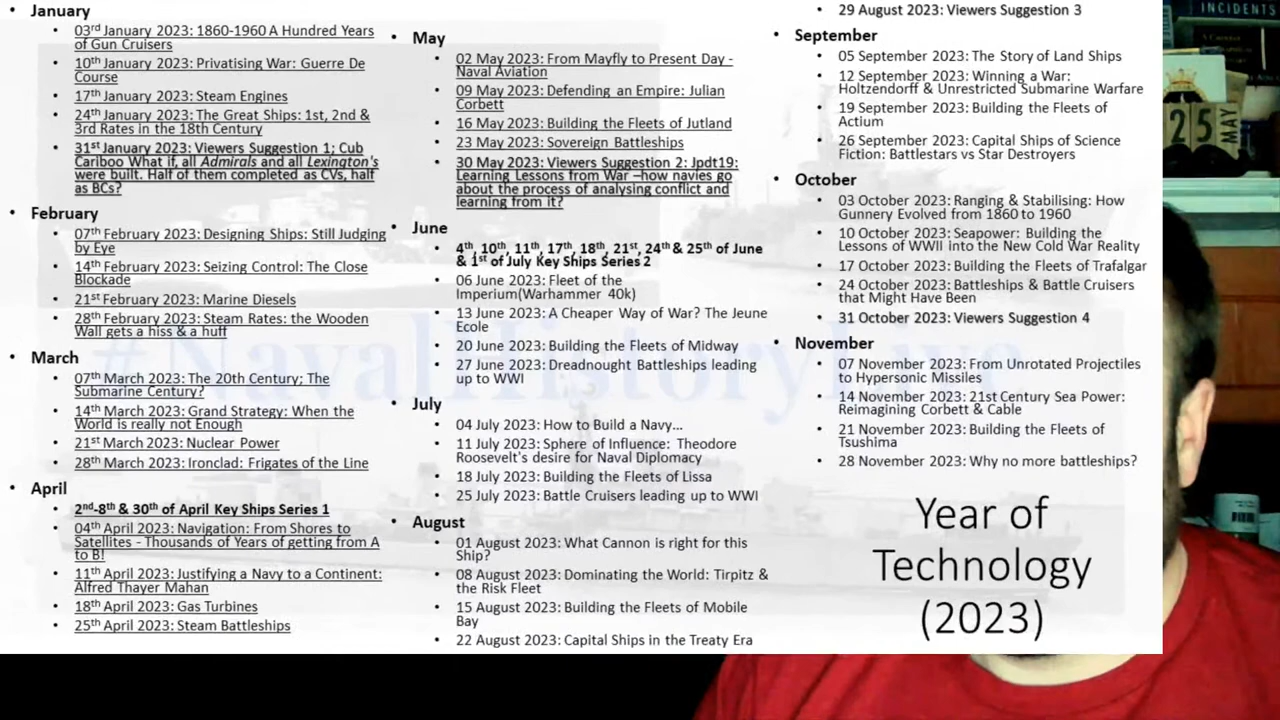 January
03rd January 2023: 1860-1960 A Hundred Years
of Gun Cruisers
10th January 2023: Privatising War: Guerre De
Course
17th January 2023: Steam Engines
24th January 2023: The Great Ships: 1st, 2nd &
3rd Rates in the 18th Century
31st January 2023: Viewers Suggestion 1; Cub
Cariboo What if, all Admirals and all Lexington's
were built. Half of them completed as CVs, half
as BCs?
February
07th February 2023: Designing Ships: Still Judging
by Eye
14th February 2023: Seizing Control: The Close
Blockade
21st February 2023: Marine Diesels
28th February 2023: Steam Rates: the Wooden
Wall gets a hiss & a huff
March
07th March 2023: The 20th Century; The
Submarine Century?
14th March 2023: Grand Strategy: When the
World is really not Enough
21st March 2023: Nuclear Power
28th March 2023: Ironclad: Frigates of the Line
April
2nd-8th & 30th of April Key Ships Series 1
04th April 2023: Navigation: From Shores to
Satellites - Thousands of Years of getting from A
to B!
11th April 2023: Justifying a Navy to a Continent:
Alfred Thayer Mahan
18th April 2023: Gas Turbines
25th April 2023: Steam Battleships
May
02 May 2023: From Mayfly to Present Day -
Naval Aviation
09 May 2023: Defending an Empire: Julian
Corbett
16 May 2023: Building the Fleets of Jutland
23 May 2023: Sovereign Battleships
30 May 2023: Viewers Suggestion 2: Jpdt19:
Learning Lessons from War –how navies go
about the process of analysing conflict and
learning from it?
June
4th, 10th, 11th, 17th, 18th, 21st, 24th & 25th of June
& 1st of July Key Ships Series 2
06 June 2023: Fleet of the
Imperium(Warhammer 40k)
13 June 2023: A Cheaper Way of War? The Jeune
Ecole
20 June 2023: Building the Fleets of Midway
27 June 2023: Dreadnought Battleships leading
up to WWI
July
04 July 2023: How to Build a Navy…
11 July 2023: Sphere of Influence: Theodore
Roosevelt's desire for Naval Diplomacy
18 July 2023: Building the Fleets of Lissa
25 July 2023: Battle Cruisers leading up to WWI
August
01 August 2023: What Cannon is right for this
Ship?
08 August 2023: Dominating the World: Tirpitz &
the Risk Fleet
15 August 2023: Building the Fleets of Mobile
Bay
22 August 2023: Capital Ships in the Treaty Era
29 August 2023: Viewers Suggestion 3
September
05 September 2023: The Story of Land Ships
12 September 2023: Winning a War:
Holtzendorff & Unrestricted Submarine Warfare
19 September 2023: Building the Fleets of
Actium
26 September 2023: Capital Ships of Science
Fiction: Battlestars vs Star Destroyers
October
03 October 2023: Ranging & Stabilising: How
Gunnery Evolved from 1860 to 1960
10 October 2023: Seapower: Building the
Lessons of WWII into the New Cold War Reality
17 October 2023: Building the Fleets of Trafalgar
24 October 2023: Battleships & Battle Cruisers
that Might Have Been
31 October 2023: Viewers Suggestion 4
November
07 November 2023: From Unrotated Projectiles
to Hypersonic Missiles
14 November 2023: 21st Century Sea Power:
Reimagining Corbett & Cable
21 November 2023: Building the Fleets of
Tsushima
28 November 2023: Why no more battleships?
Year of
Technology
(2023)
#NavalHistoryLive
INCIDENTS
25 MAY